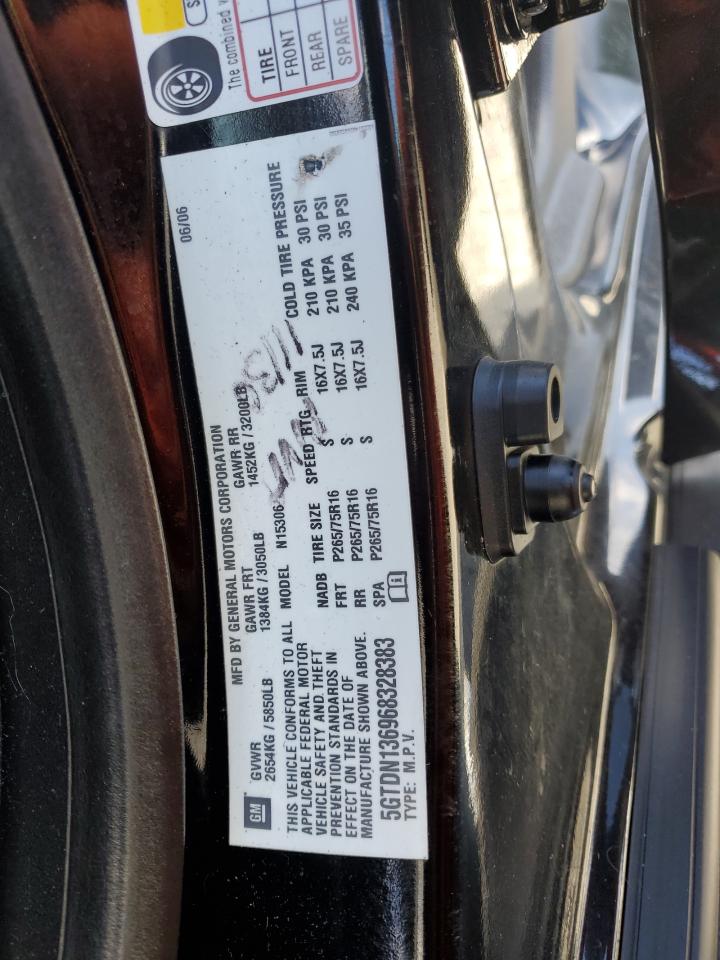 S
The combined
TIRE
FRONT
REAR
SPARE
MFD BY GENERAL MOTORS CORPORATION 06/06
GM
GVWR GAWR FRT GAWR RR
2654KG / 5850LB 1384KG / 3050LB 1452KG / 3200LB
THIS VEHICLE CONFORMS TO ALL
APPLICABLE FEDERAL MOTOR
VEHICLE SAFETY AND THEFT
PREVENTION STANDARDS IN
EFFECT ON THE DATE OF
MANUFACTURE SHOWN ABOVE.
MODEL N15306
NADB TIRE SIZE SPEED RTG RIM COLD TIRE PRESSURE
FRT P265/75R16 S 16X7.5J 210 KPA 30 PSI
RR P265/75R16 S 16X7.5J 210 KPA 30 PSI
SPA P265/75R16 S 16X7.5J 240 KPA 35 PSI
5GTDN136968328383
TYPE: M.P.V.